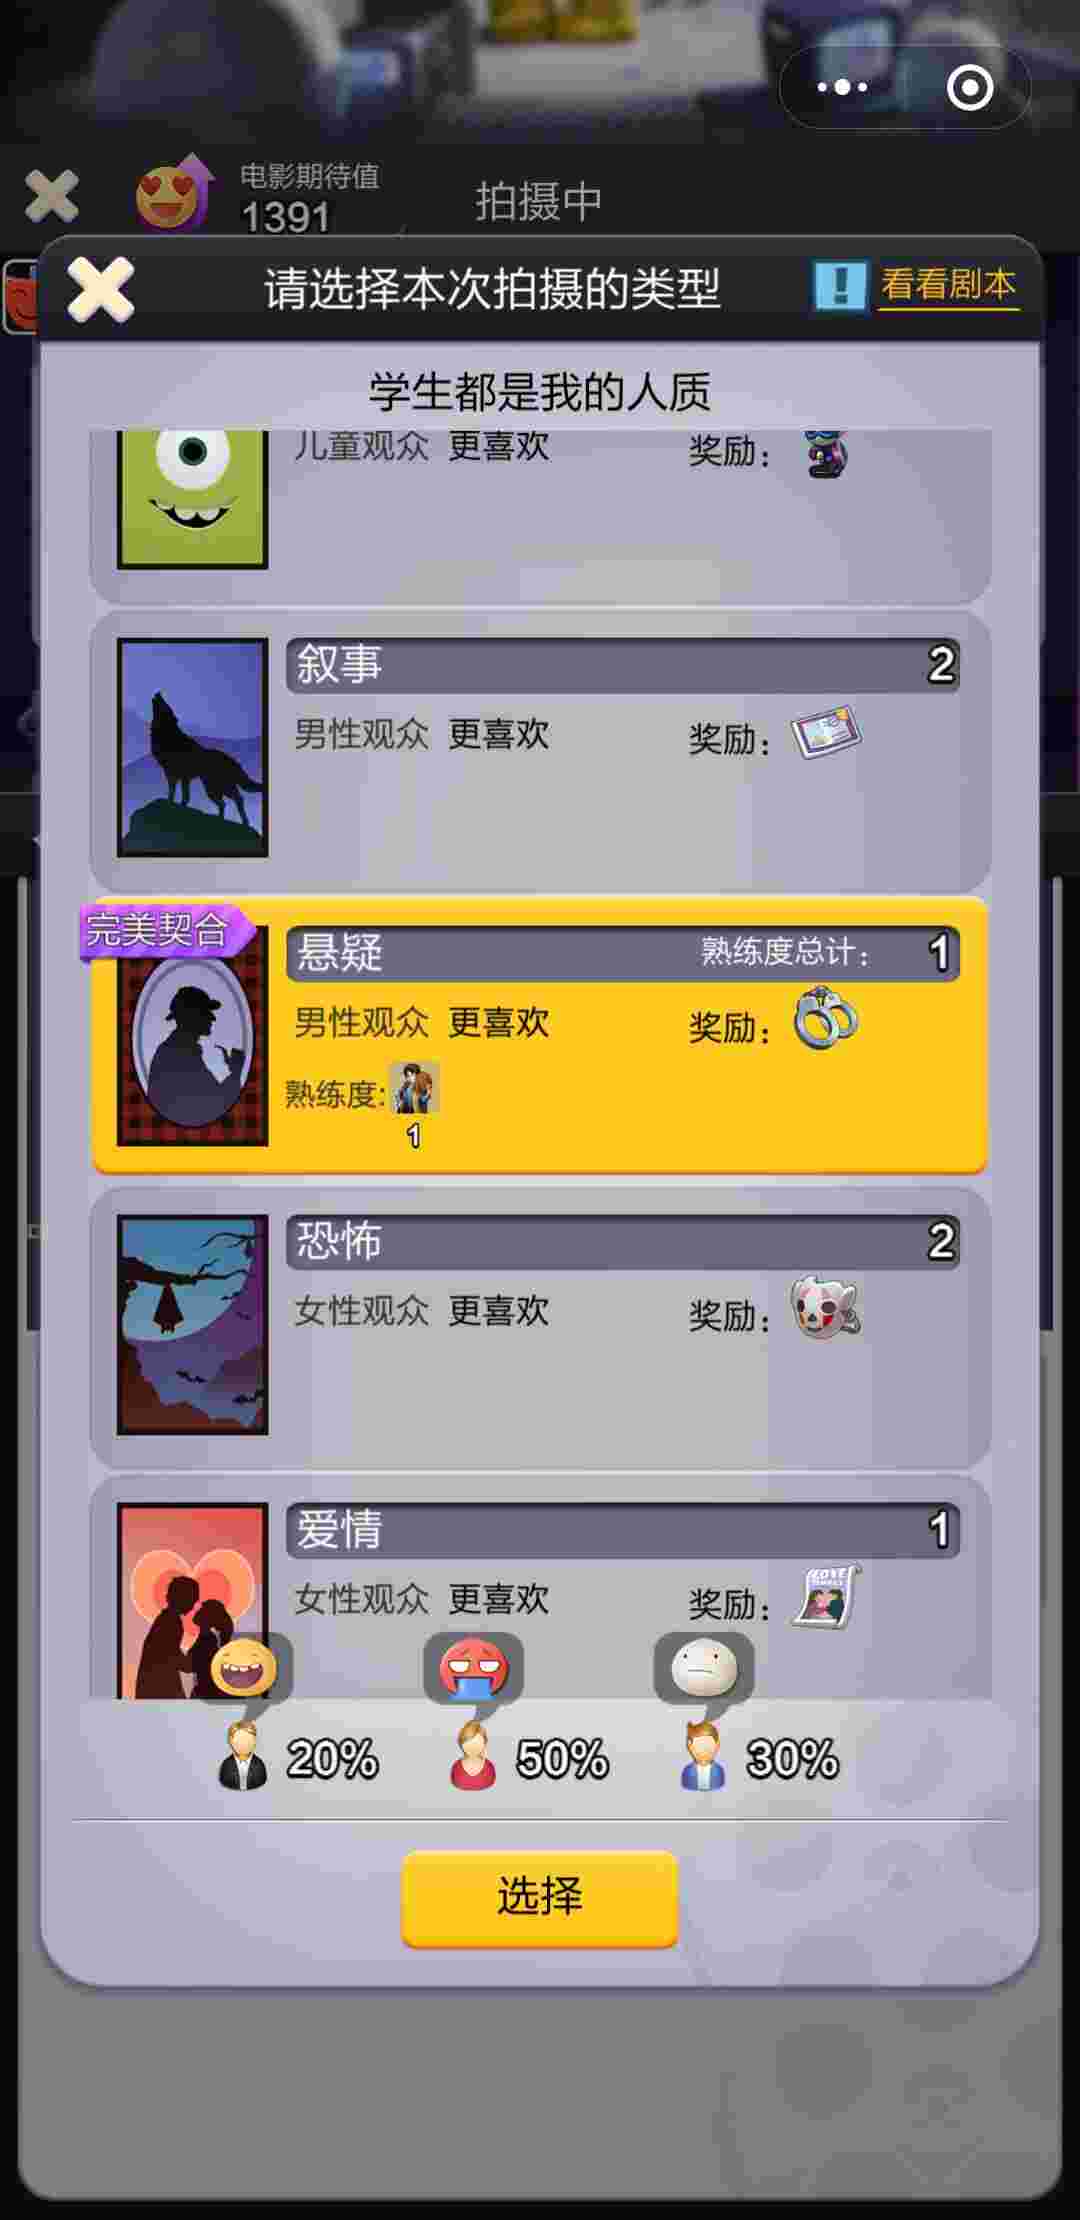 电影期待值
1391
拍摄中
请选择本次拍摄的类型
看看剧本
学生都是我的人质
儿童观众 更喜欢 奖励：
叙事 2
男性观众 更喜欢 奖励：
完美契合
悬疑 熟练度总计： 1
男性观众 更喜欢 奖励：
熟练度:
1
恐怖 2
女性观众 更喜欢 奖励：
爱情 1
女性观众 更喜欢 奖励：
LOVE
20% 50% 30%
选择